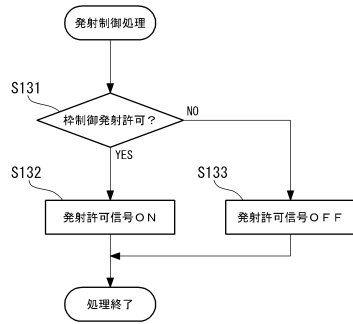 発射制御処理
S131
枠制御発射許可？
NO
YES
S132
S133
発射許可信号ＯＮ
発射許可信号ＯＦＦ
処理終了